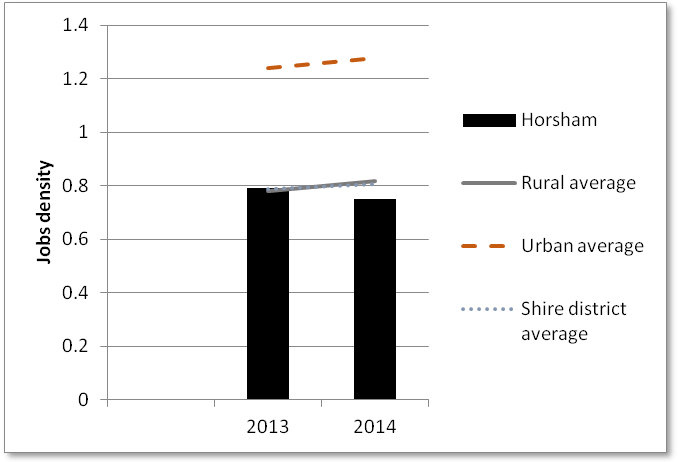 1.4
1.2
1
0.8
0.6
0.4
0.2
0
Jobs density
2013
2014
Horsham
Rural average
Urban average
Shire district
average